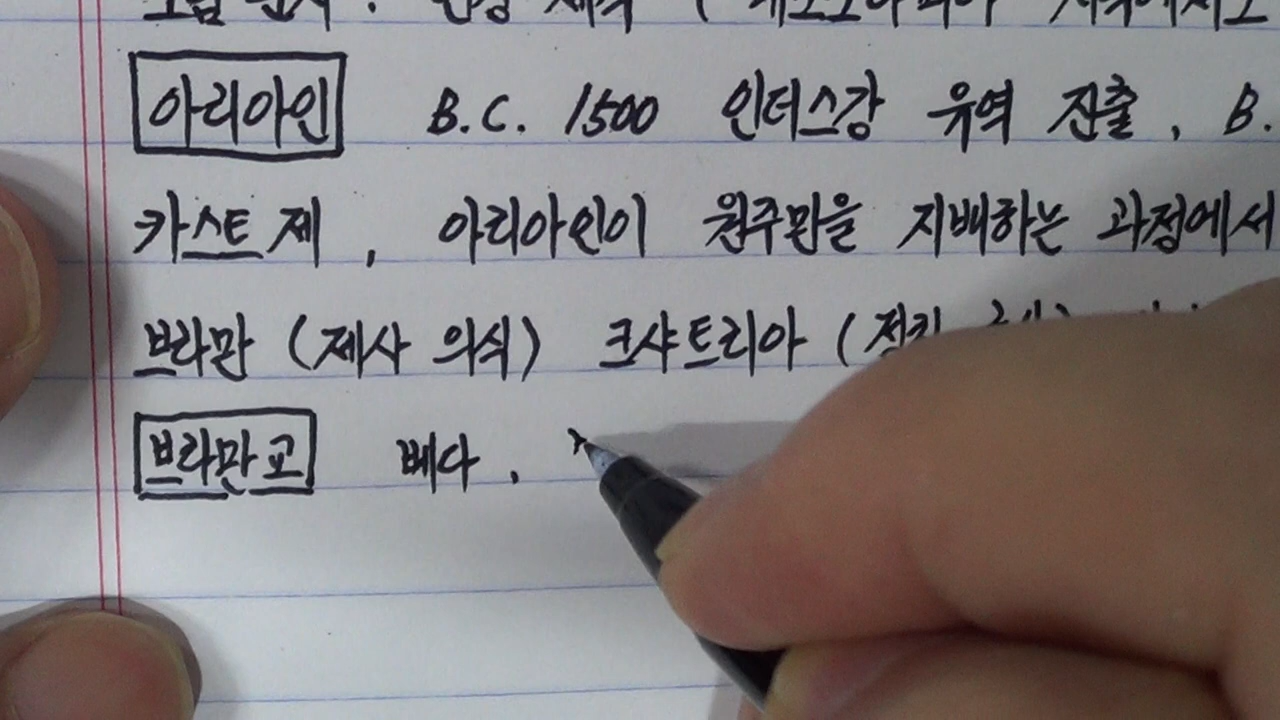 아리아인 B.C. 1500 인더스강 유역 진출, B.
카스트제, 아리아인이 원주민을 지배하는 과정에서
브라만 (제사 의식) 크샤트리아 (
브라만교 베다,